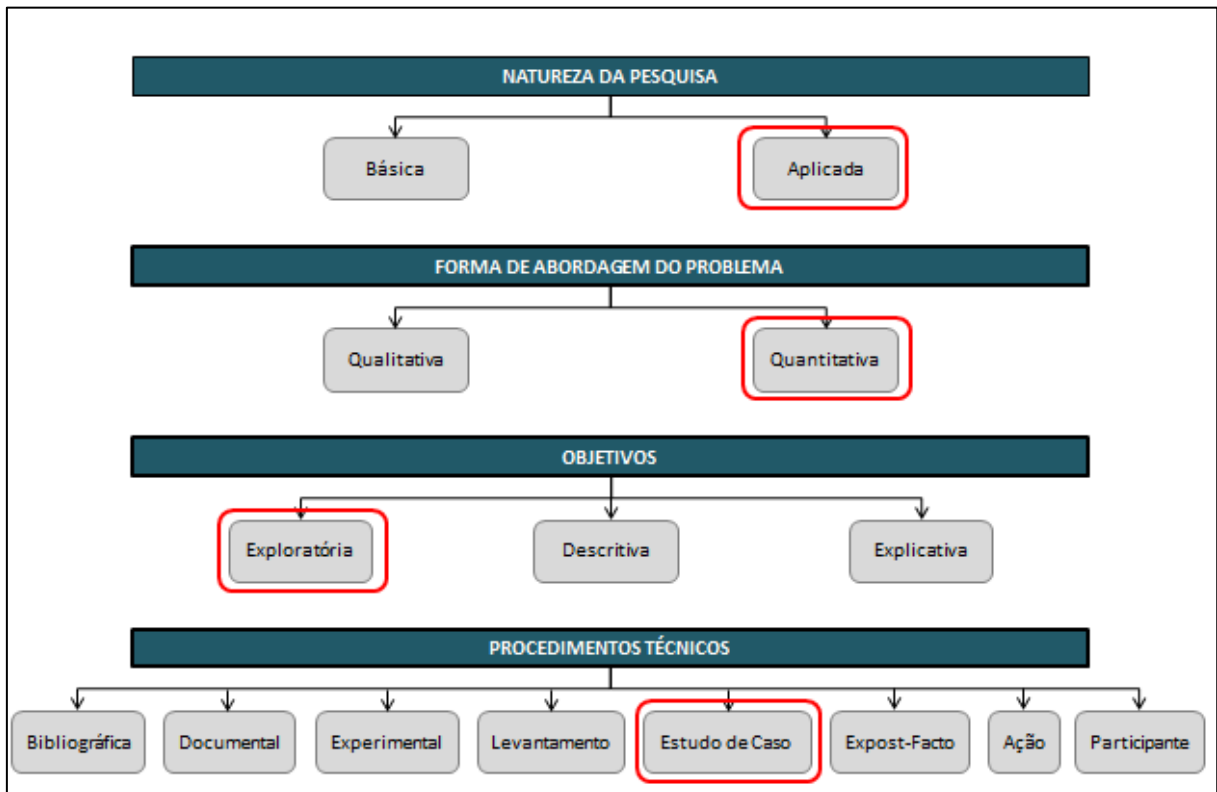 NATUREZA DA PESQUISA
Básica
Aplicada
FORMA DE ABORDAGEM DO PROBLEMA
Qualitativa
Quantitativa
OBJETIVOS
Exploratória
Descritiva
Explicativa
PROCEDIMENTOS TÉCNICOS
Bibliográfica
Documental
Experimental
Levantamento
Estudo de Caso
Expost-Facto
Ação
Participante